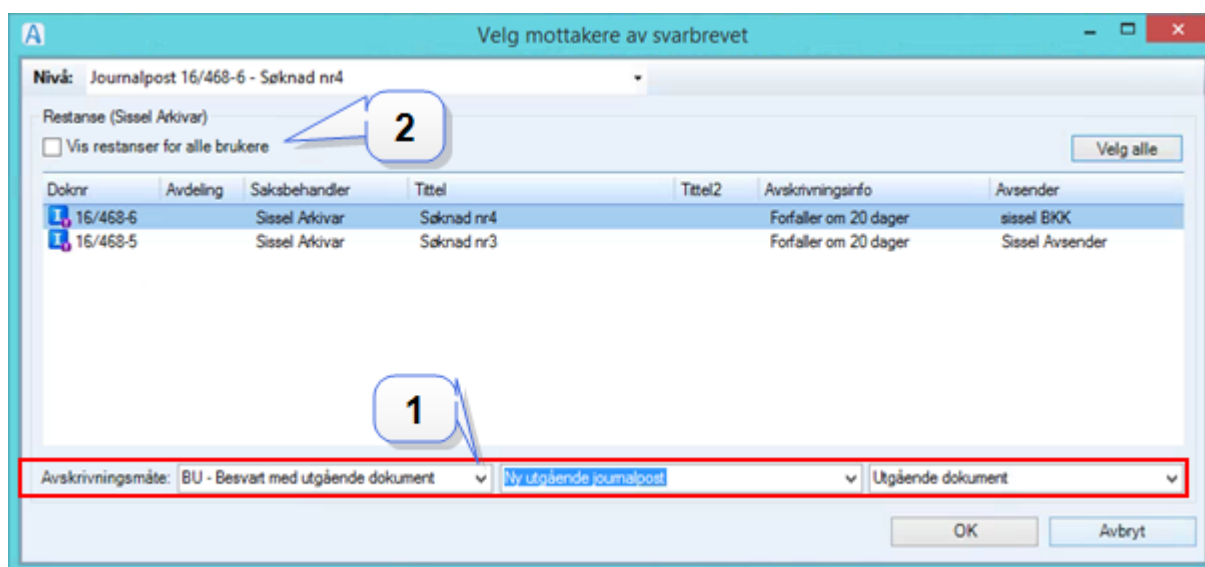 A Velg mottakere av svarbrevet
Nivå: Journalpost 16/468-6 - Søknad nr4
Restanse (Sissel Arkivar)
Vis restanser for alle brukere
2
Velg alle
Doknr Avdeling Saksbehandler Tittel Tittel2 Avskrivningsinfo Avsender
I 16/468-6 Sissel Arkivar Søknad nr4 Forfaller om 20 dager sissel BKK
I 16/468-5 Sissel Arkivar Søknad nr3 Forfaller om 20 dager Sissel Avsender
1
Avskrivningsmåte: BU - Besvart med utgående dokument Ny utgående journalpost Utgående dokument
OK Avbryt